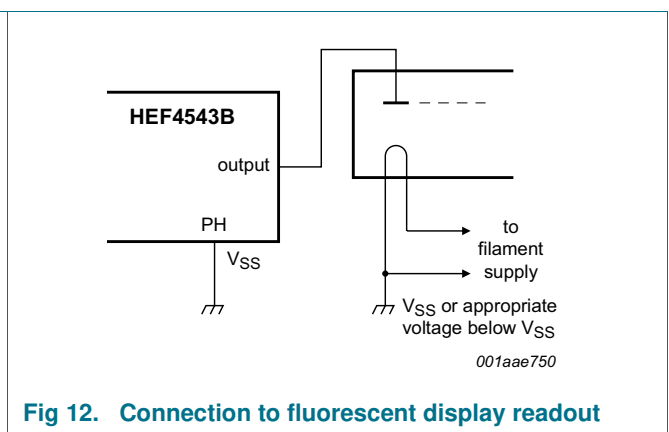 HEF4543B
output
PH
VSS
to
filament
supply
VSS or appropriate
voltage below VSS
001aae750
Fig 12. Connection to fluorescent display readout